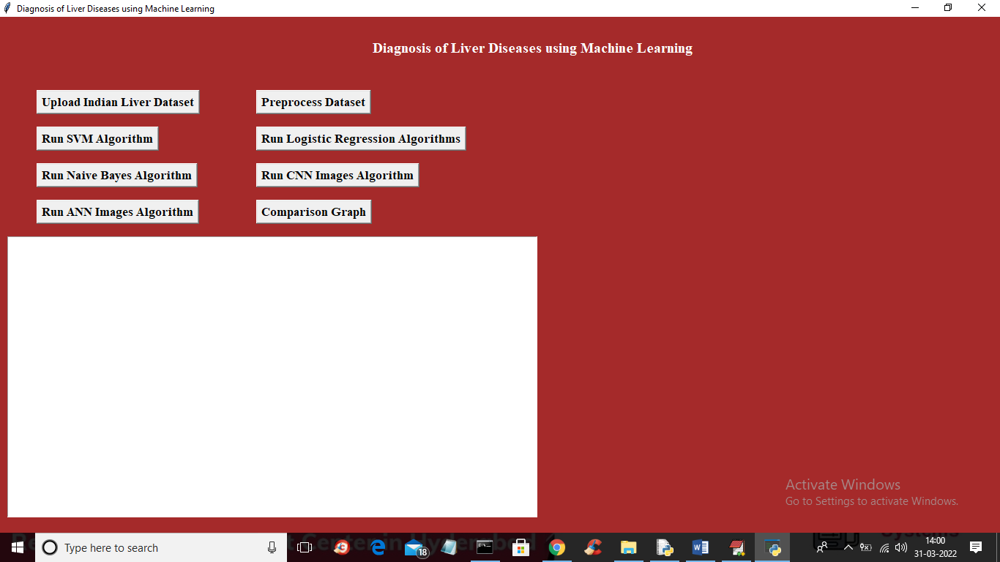 Diagnosis of Liver Diseases using Machine Learning
Diagnosis of Liver Diseases using Machine Learning
Upload Indian Liver Dataset
Preprocess Dataset
Run SVM Algorithm
Run Logistic Regression Algorithms
Run Naive Bayes Algorithm
Run CNN Images Algorithm
Run ANN Images Algorithm
Comparison Graph
Activate Windows
Go to Settings to activate Windows.
Type here to search
18
14:00
31-03-2022